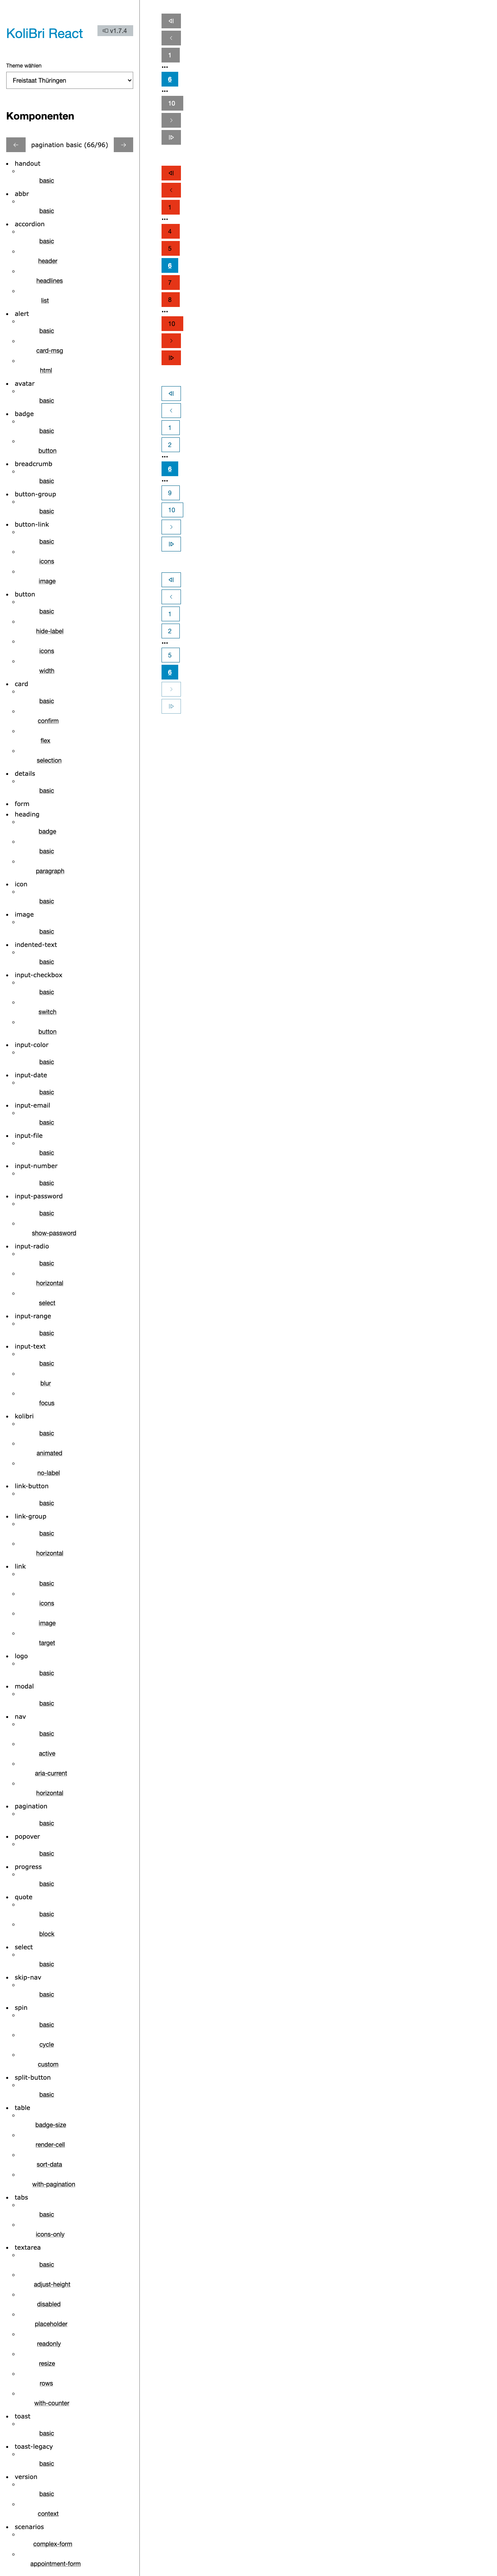 KoliBri React
v1.7.4
Theme wählen
Freistaat Thüringen
Komponenten
pagination basic (66/96)
handout
basic
abbr
basic
accordion
basic
header
headlines
list
alert
basic
card-msg
html
avatar
basic
badge
basic
button
breadcrumb
basic
button-group
basic
button-link
basic
icons
image
button
basic
hide-label
icons
width
card
basic
confirm
flex
selection
details
basic
form
heading
badge
basic
paragraph
icon
basic
image
basic
indented-text
basic
input-checkbox
basic
switch
button
input-color
basic
input-date
basic
input-email
basic
input-file
basic
input-number
basic
input-password
basic
show-password
input-radio
basic
horizontal
select
input-range
basic
input-text
basic
blur
focus
kolibri
basic
animated
no-label
link-button
basic
link-group
basic
horizontal
link
basic
icons
image
target
logo
basic
modal
basic
nav
basic
active
aria-current
horizontal
pagination
basic
popover
basic
progress
basic
quote
basic
block
select
basic
skip-nav
basic
spin
basic
cycle
custom
split-button
basic
table
badge-size
render-cell
sort-data
with-pagination
tabs
basic
icons-only
textarea
basic
adjust-height
disabled
placeholder
readonly
resize
rows
with-counter
toast
basic
toast-legacy
basic
version
basic
context
scenarios
complex-form
appointment-form
1
•••
6
•••
10
1
•••
4
5
6
7
8
•••
10
1
2
•••
6
•••
9
10
1
2
•••
5
6